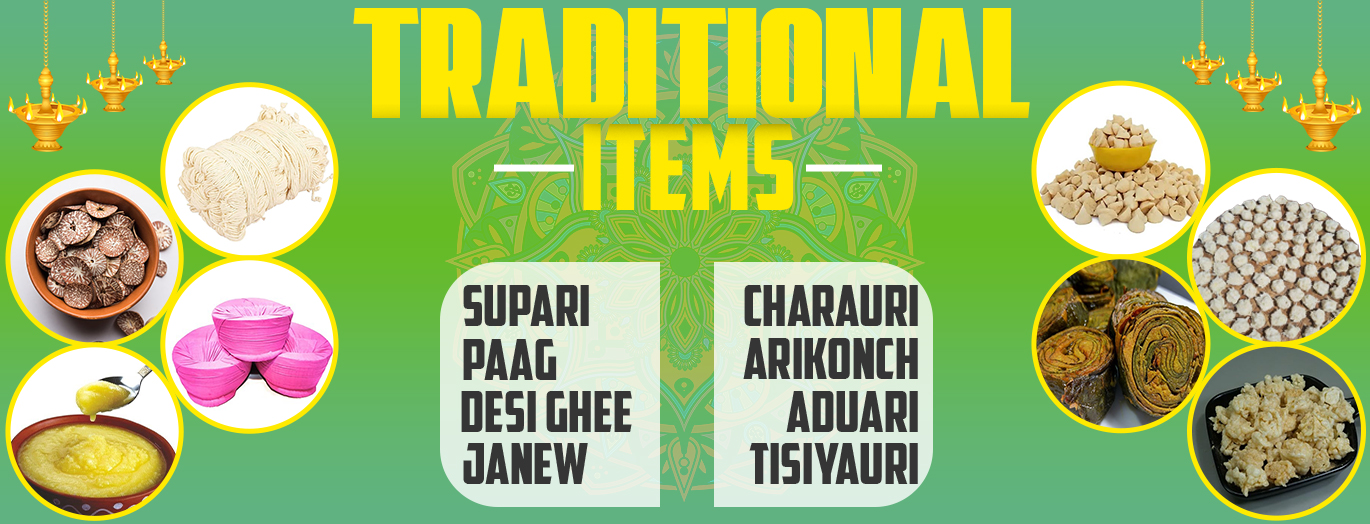 TRADITIONAL
ITEMS
SUPARI
PAAG
DESI GHEE
JANEW
CHARAURI
ARIKONCH
ADUARI
TISIYAURI